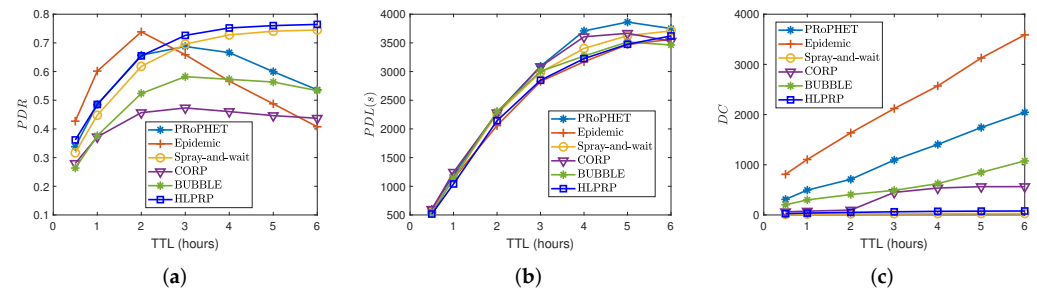 0.8
0.7
0.6
0.5
0.4
0.3
0.2
0.1
PDR
0 1 2 3 4 5 6
TTL (hours)
PRoPHET
Epidemic
Spray-and-wait
CORP
BUBBLE
HLPRP
(a)
4000
3500
3000
2500
2000
1500
1000
500
PDL(s)
0 1 2 3 4 5 6
TTL (hours)
PRoPHET
Epidemic
Spray-and-wait
CORP
BUBBLE
HLPRP
(b)
4000
3000
2000
1000
0
DC
0 1 2 3 4 5 6
TTL (hours)
PRoPHET
Epidemic
Spray-and-wait
CORP
BUBBLE
HLPRP
(c)